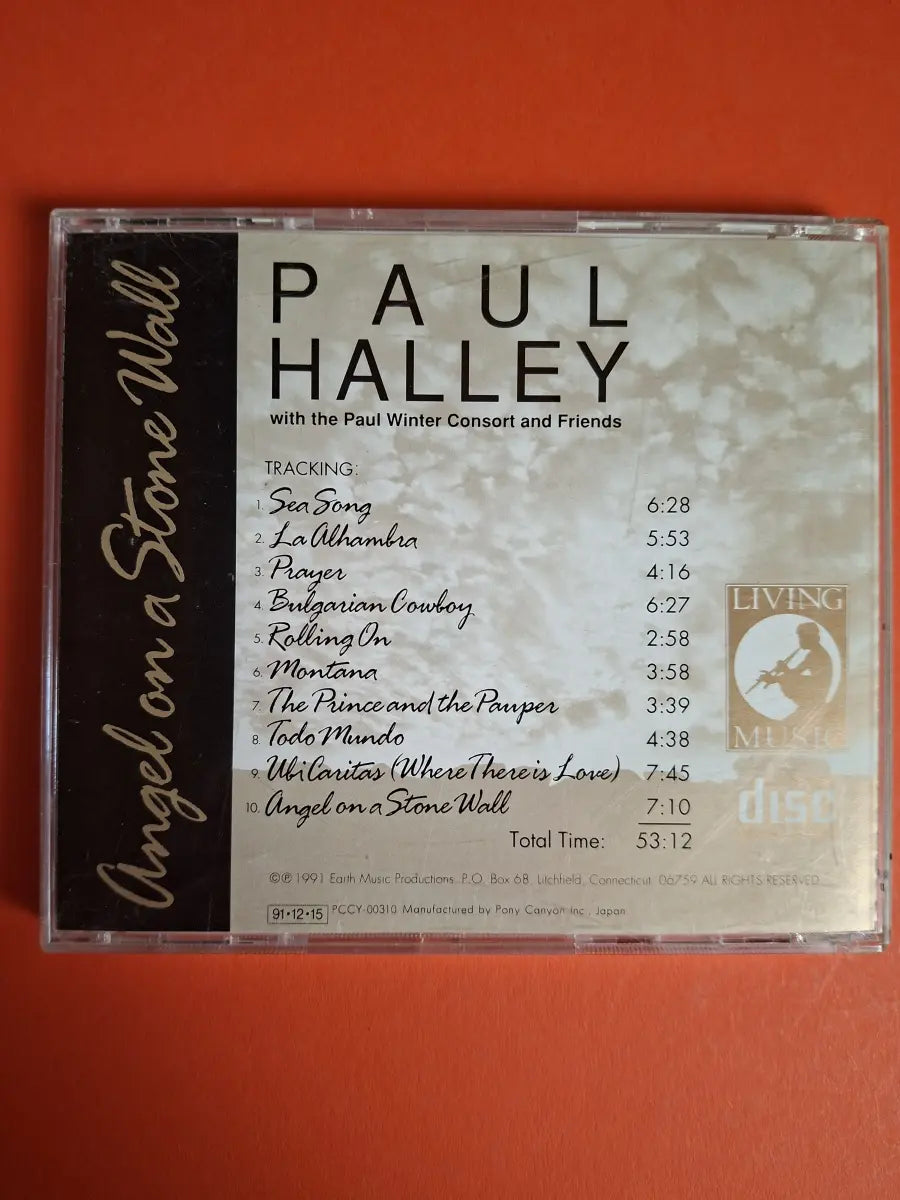 Angel on a Stone Wall
PAUL
HALLEY
with the Paul Winter Consort and Friends
TRACKING:
1. Sea Song 6:28
2. La Alhambra 5:53
3. Prayer 4:16
4. Bulgarian Cowboy 6:27
5. Rolling On 2:58
6. Montana 3:58
7. The Prince and the Pauper 3:39
8. Todo Mundo 4:38
9. Ubi Caritas (Where There is Love) 7:45
10. Angel on a Stone Wall 7:10
Total Time: 53:12
LIVING
MUSIC
disc
©℗ 1991 Earth Music Productions P.O. Box 68, Litchfield, Connecticut 06759 ALL RIGHTS RESERVED
91·12·15 PCCY-00310 Manufactured by Pony Canyon Inc., Japan